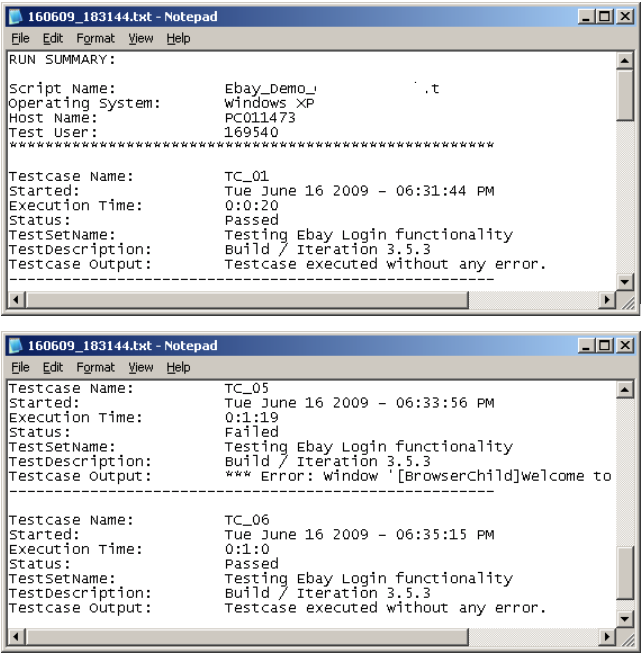 160609_183144.txt - Notepad
File Edit Format View Help
RUN SUMMARY:
Script Name: Ebay_Demo_ .t
Operating System: Windows XP
Host Name: PC011473
Test User: 169540
******************************************************
Testcase Name: TC_01
Started: Tue June 16 2009 - 06:31:44 PM
Execution Time: 0:0:20
Status: Passed
TestSetName: Testing Ebay Login functionality
TestDescription: Build / Iteration 3.5.3
Testcase Output: Testcase executed without any error.
------------------------------------------------------
160609_183144.txt - Notepad
File Edit Format View Help
Testcase Name: TC_05
Started: Tue June 16 2009 - 06:33:56 PM
Execution Time: 0:1:19
Status: Failed
TestSetName: Testing Ebay Login functionality
TestDescription: Build / Iteration 3.5.3
Testcase Output: *** Error: Window '[BrowserChild]Welcome to
------------------------------------------------------
Testcase Name: TC_06
Started: Tue June 16 2009 - 06:35:15 PM
Execution Time: 0:1:0
Status: Passed
TestSetName: Testing Ebay Login functionality
TestDescription: Build / Iteration 3.5.3
Testcase Output: Testcase executed without any error.